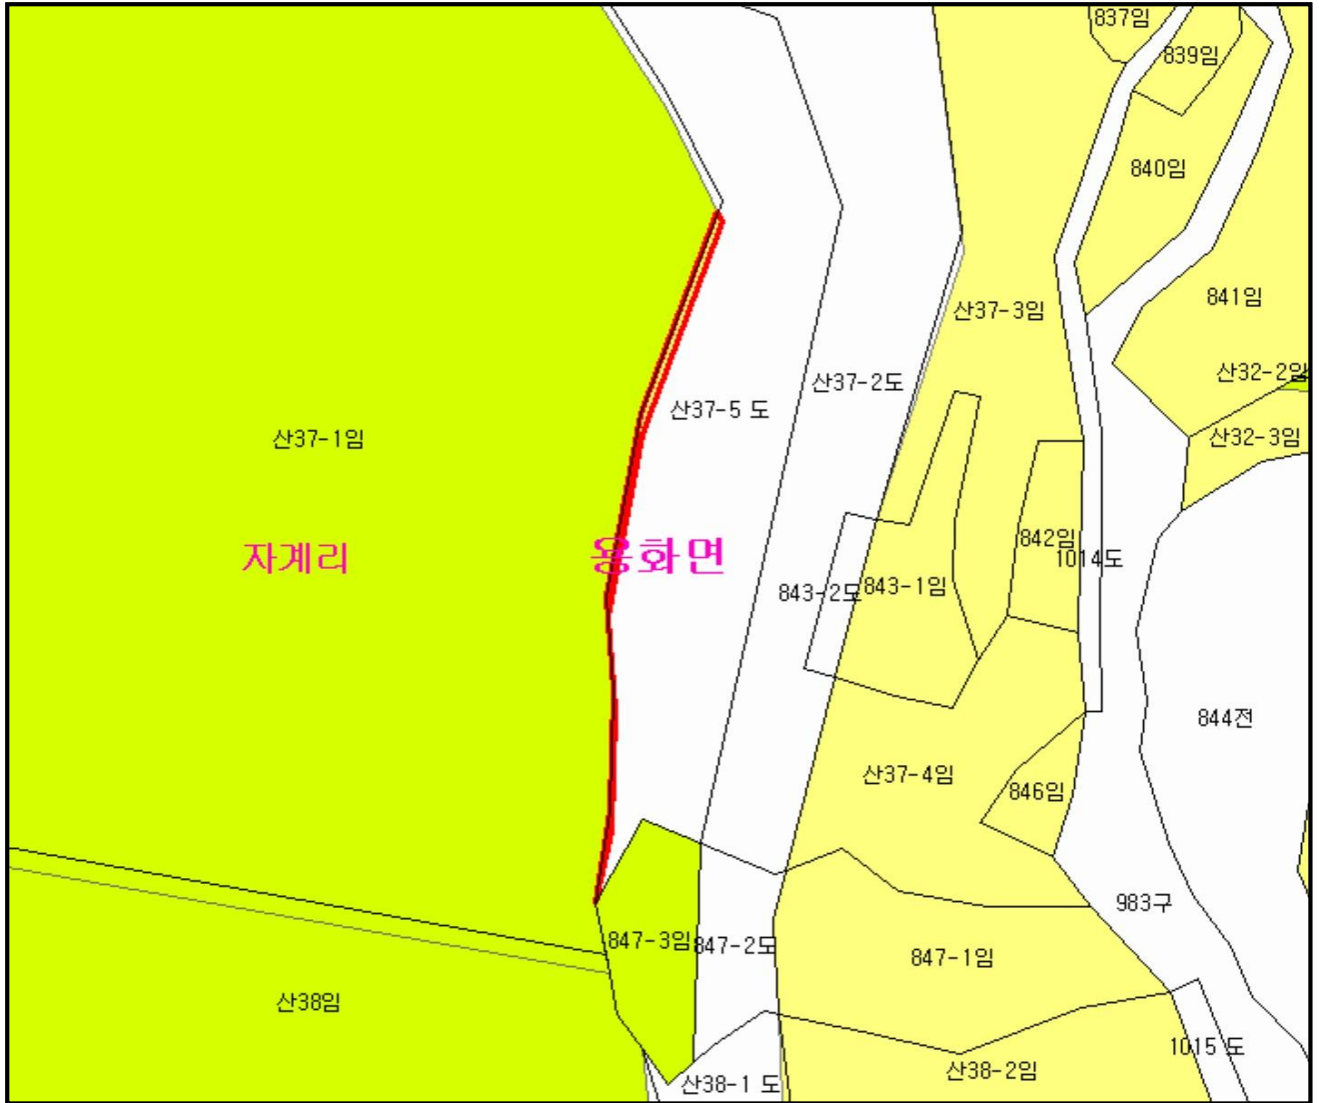 837임
839임
840임
841임
산37-3임
산32-2임
산37-2도
산37-5 도
산37-1임
산32-3임
842임
1014도
자계리
용화면
843-2도
843-1임
844전
산37-4임
846임
983구
847-3임
847-2도
847-1임
산38임
1015 도
산38-2임
산38-1 도